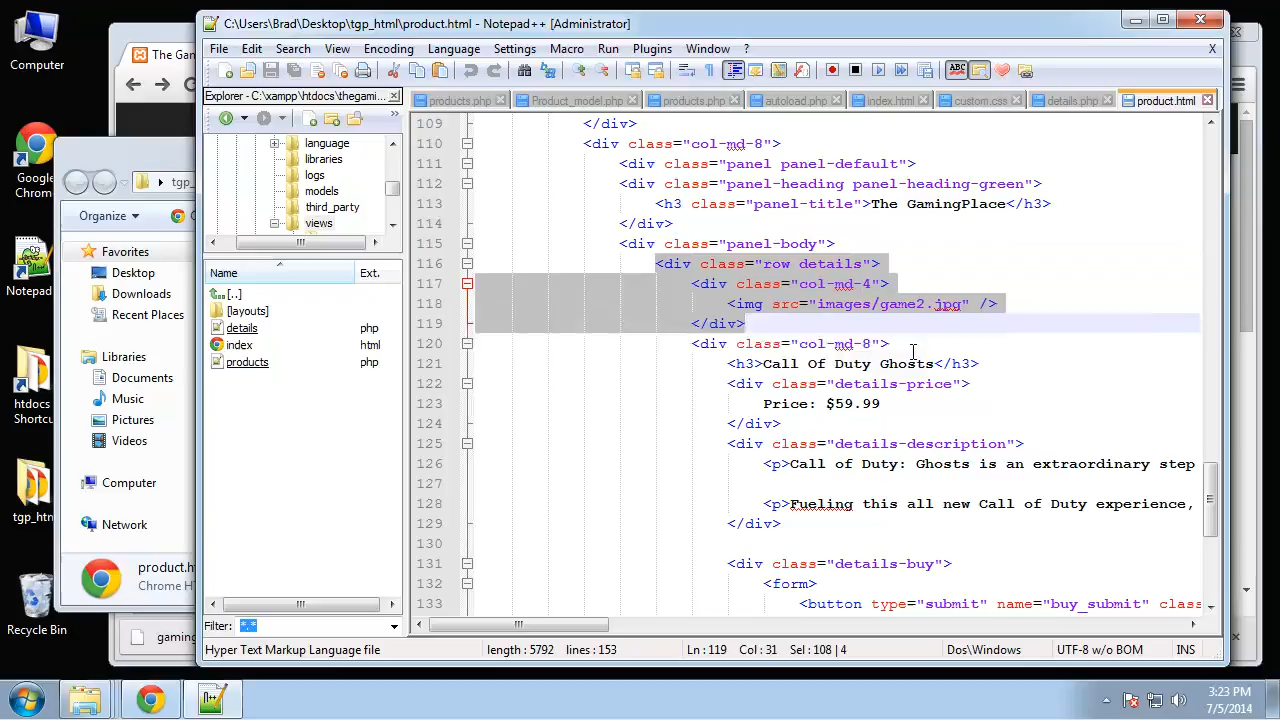 Computer
Google
Chrome
Notepad
htdocs
tgp_htm
Recycle Bin
The Gam
tgp_
Organize
Favorites
Desktop
Downloads
Recent Places
Libraries
Documents
Music
Pictures
Videos
Computer
Network
product.ht
Chrome HT
gaming
C:\Users\Brad\Desktop\tgp_html\product.html - Notepad++ [Administrator]
File Edit Search View Encoding Language Settings Macro Run Plugins Window ? X
Explorer - C:\xampp\htdocs\thegami...
language
libraries
logs
models
third_party
views
Name Ext.
[..]
[layouts]
details php
index html
products php
Filter: *.*
products.php Product_model.php products.php autoload.php index.html custom.css details.php product.html
109 </div>
110 <div class="col-md-8">
111 <div class="panel panel-default">
112 <div class="panel-heading panel-heading-green">
113 <h3 class="panel-title">The GamingPlace</h3>
114 </div>
115 <div class="panel-body">
116 <div class="row details">
117 <div class="col-md-4">
118 <img src="images/game2.jpg" />
119 </div>
120 <div class="col-md-8">
121 <h3>Call Of Duty Ghosts</h3>
122 <div class="details-price">
123 Price: $59.99
124 </div>
125 <div class="details-description">
126 <p>Call of Duty: Ghosts is an extraordinary step
127
128 <p>Fueling this all new Call of Duty experience,
129 </div>
130
131 <div class="details-buy">
132 <form>
133 <button type="submit" name="buy_submit" class
Hyper Text Markup Language file length : 5792 lines : 153 Ln : 119 Col : 31 Sel : 108 | 4 Dos\Windows UTF-8 w/o BOM INS
3:23 PM
7/5/2014